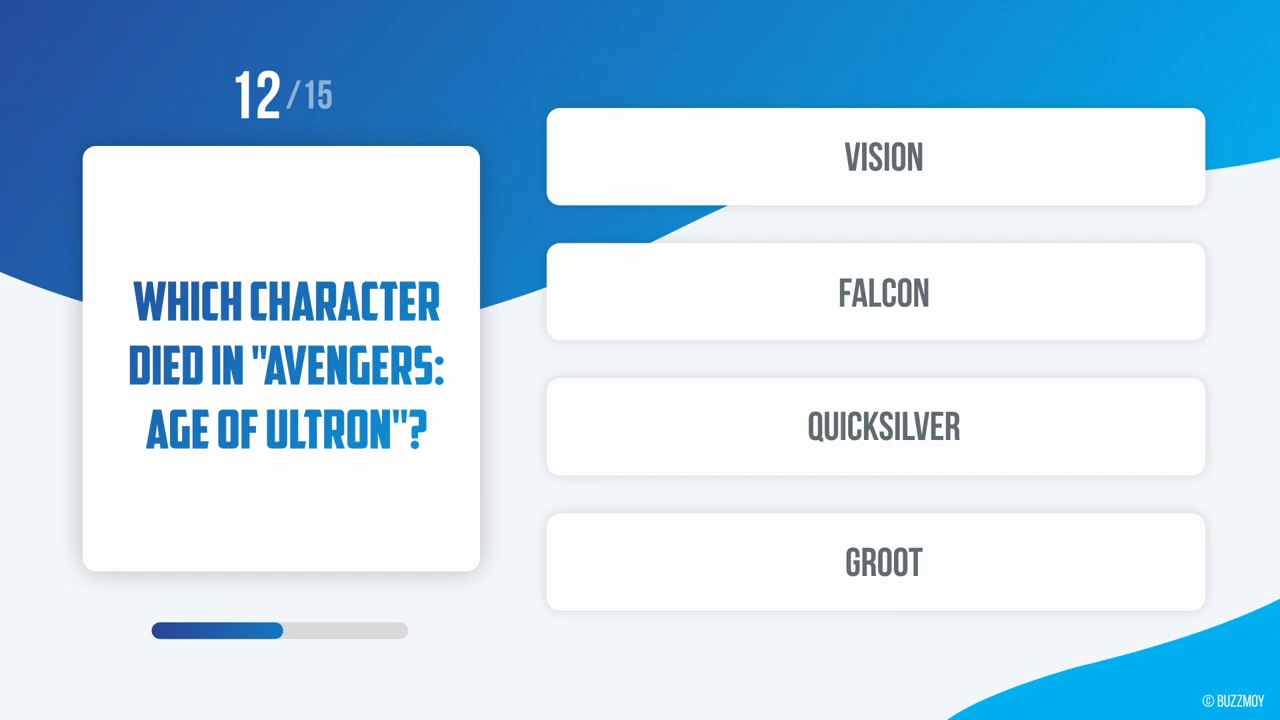 12/15
WHICH CHARACTER
DIED IN "AVENGERS:
AGE OF ULTRON"?
VISION
FALCON
QUICKSILVER
GROOT
© BUZZMOY